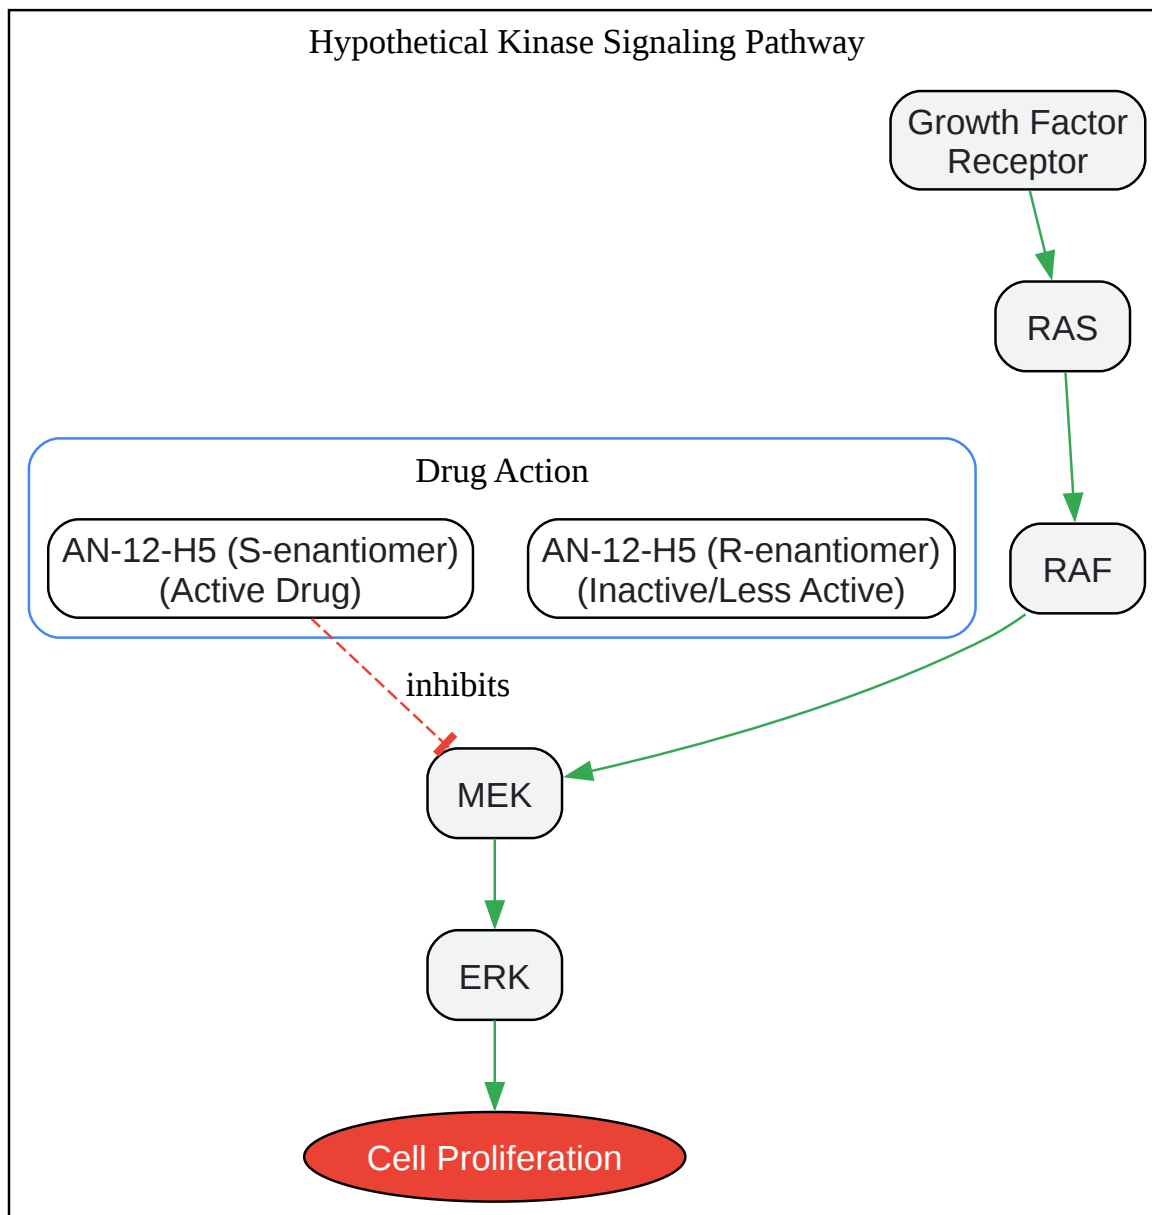 Hypothetical Kinase Signaling Pathway
Growth Factor
Receptor
RAS
Drug Action
AN-12-H5 (S-enantiomer)
(Active Drug)
AN-12-H5 (R-enantiomer)
(Inactive/Less Active)
RAF
inhibits
MEK
ERK
Cell Proliferation